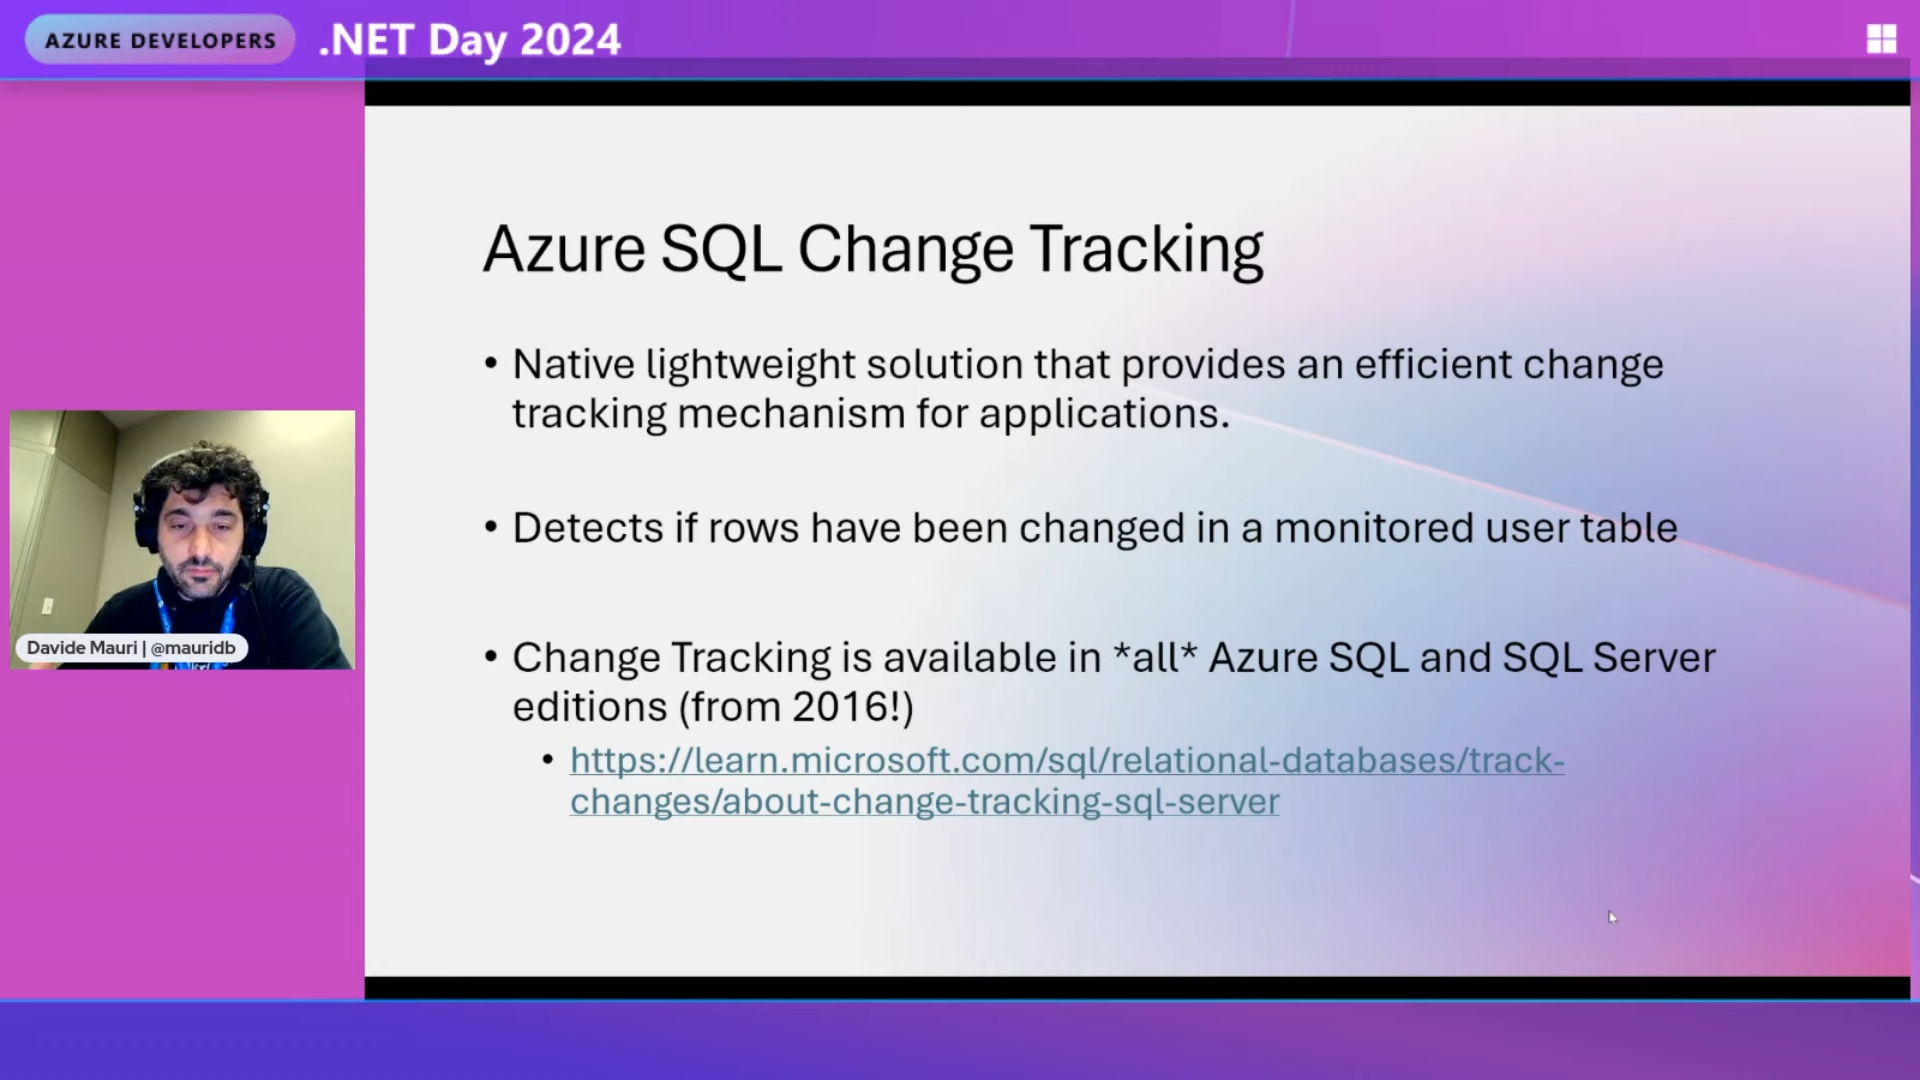 AZURE DEVELOPERS
.NET Day 2024
Azure SQL Change Tracking
• Native lightweight solution that provides an efficient change
tracking mechanism for applications.
• Detects if rows have been changed in a monitored user table
• Change Tracking is available in *all* Azure SQL and SQL Server
editions (from 2016!)
• https://learn.microsoft.com/sql/relational-databases/track-
changes/about-change-tracking-sql-server
Davide Mauri | @mauridb